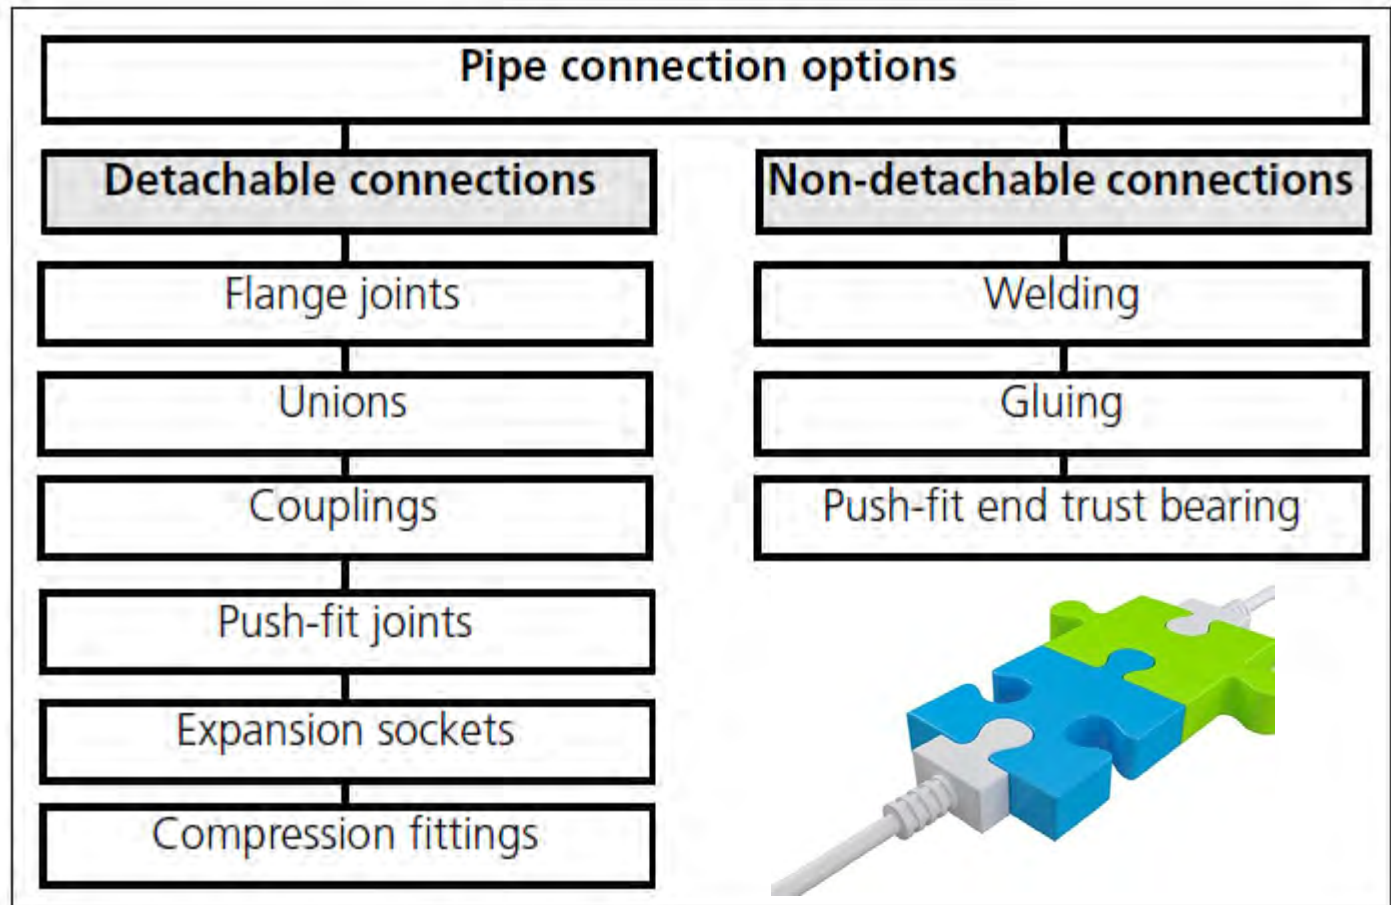 Pipe connection options
Detachable connections
Non-detachable connections
Flange joints
Welding
Unions
Gluing
Couplings
Push-fit end trust bearing
Push-fit joints
Expansion sockets
Compression fittings